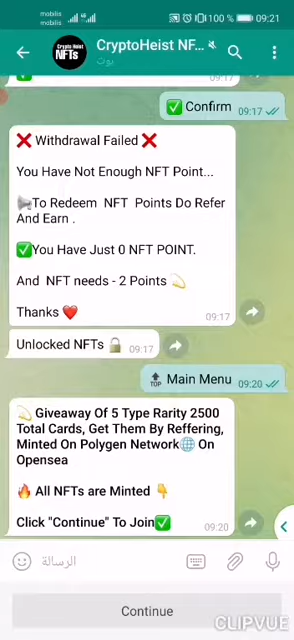 mobilis
mobilis
100 %
09:21
CryptoHeist NF...
بوت
Crypto Heist
NFTs
✅ Confirm
09:17
❌ Withdrawal Failed ❌
You Have Not Enough NFT Point...
📢To Redeem NFT Points Do Refer
And Earn .
✅You Have Just 0 NFT POINT.
And NFT needs - 2 Points 💫
Thanks ❤️
09:17
Unlocked NFTs 🔓
09:17
🔝 Main Menu
09:20
💫 Giveaway Of 5 Type Rarity 2500
Total Cards, Get Them By Reffering,
Minted On Polygen Network🌐 On
Opensea
🔥 All NFTs are Minted 👇
Click "Continue" To Join✅
09:20
الرسالة
Continue
CLIPVUE